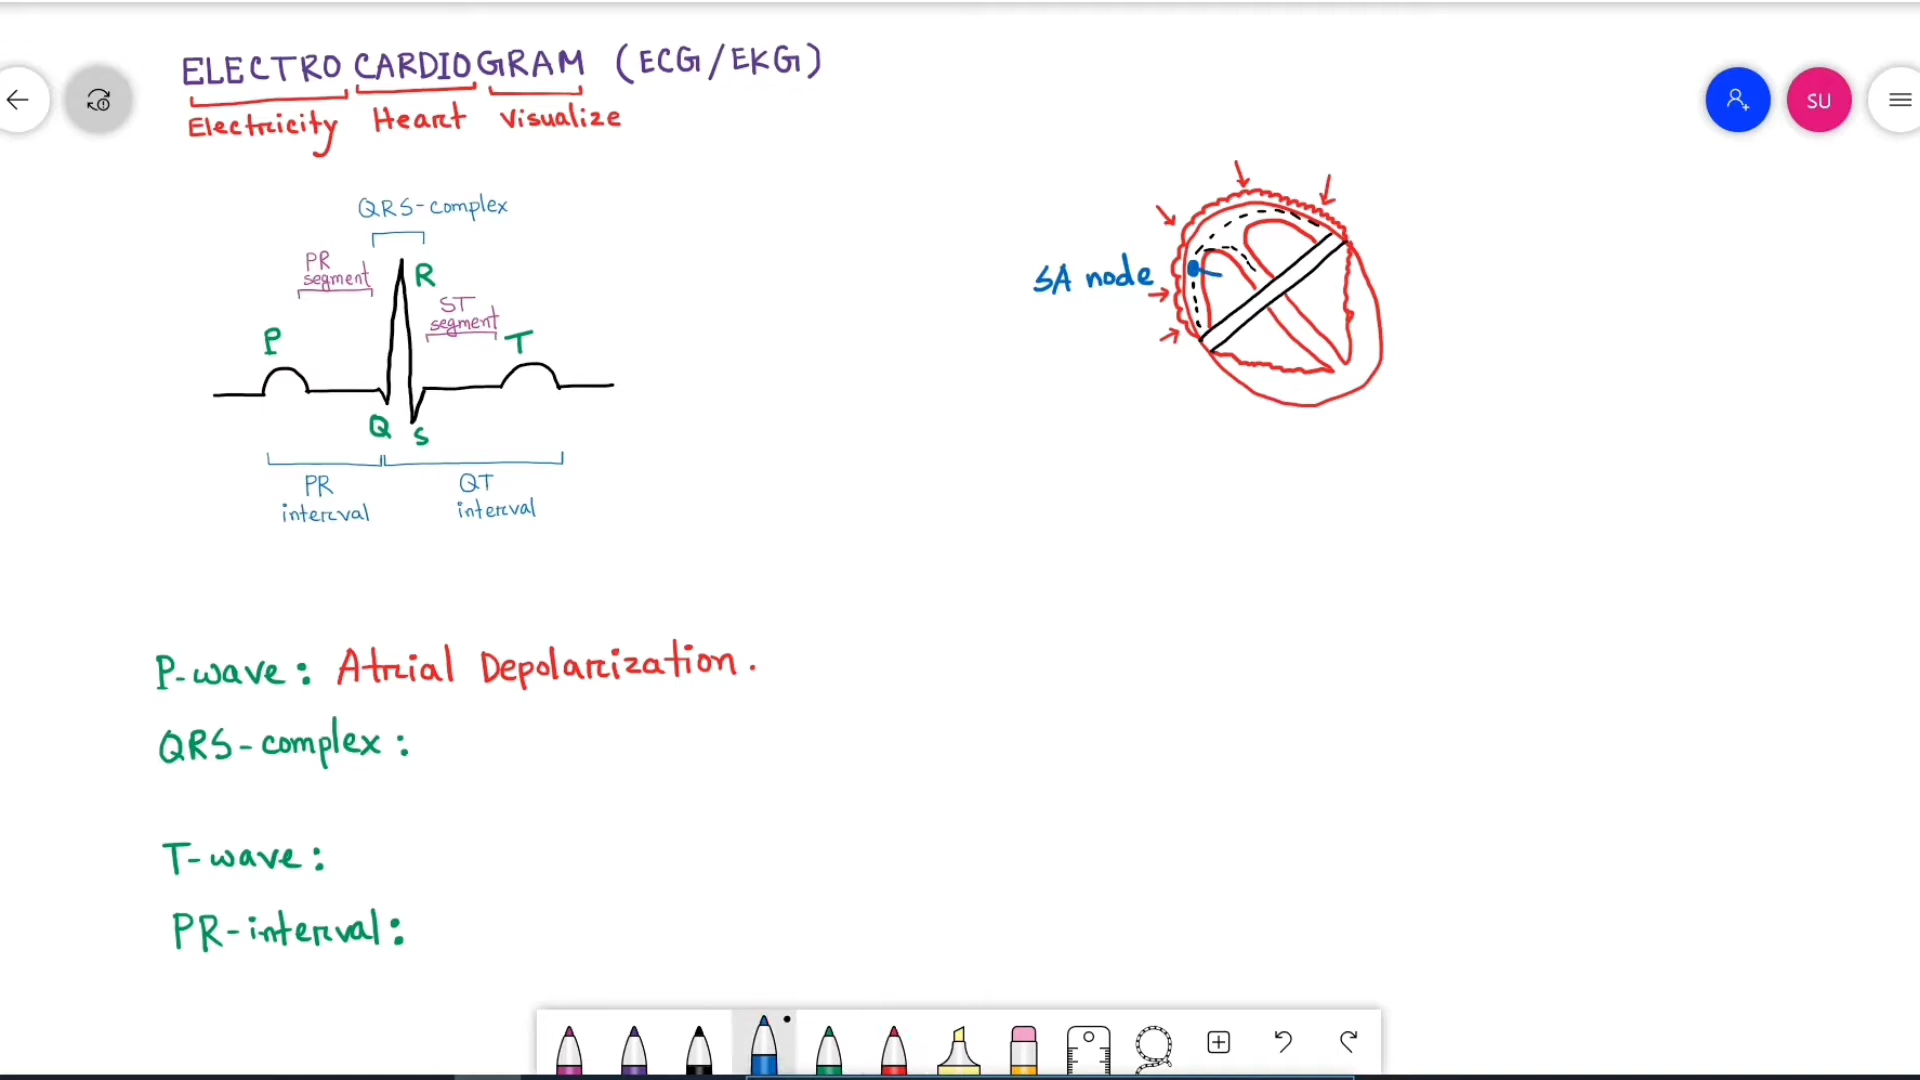 ELECTRO CARDIOGRAM (ECG/EKG)
Electricity Heart Visualize
SU
QRS-complex
PR
segment
R
ST
segment
P
T
Q
S
PR
interval
QT
interval
SA node
P-wave: Atrial Depolarization.
QRS-complex:
T-wave:
PR-interval: